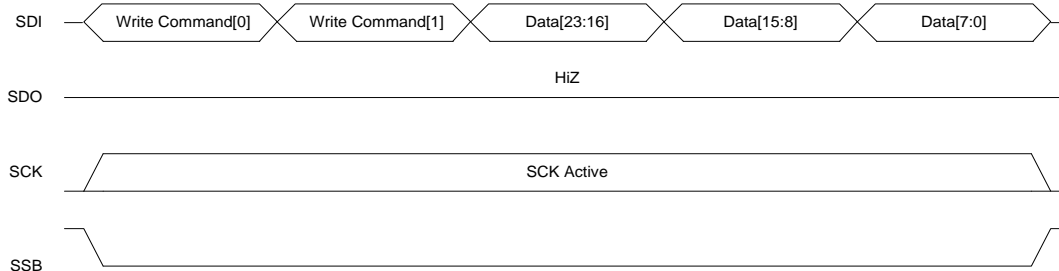 SDI Write Command[0] Write Command[1] Data[23:16] Data[15:8] Data[7:0]
HiZ
SDO
SCK SCK Active
SSB